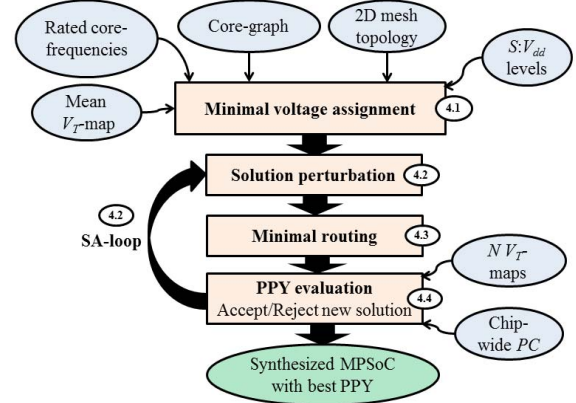 Rated core-
frequencies
Core-graph
2D mesh
topology
S:Vdd
levels
Mean
VT-map
Minimal voltage assignment
4.1
Solution perturbation
4.2
4.2
SA-loop
Minimal routing
4.3
N VT-
maps
PPY evaluation
Accept/Reject new solution
4.4
Chip-
wide PC
Synthesized MPSoC
with best PPY